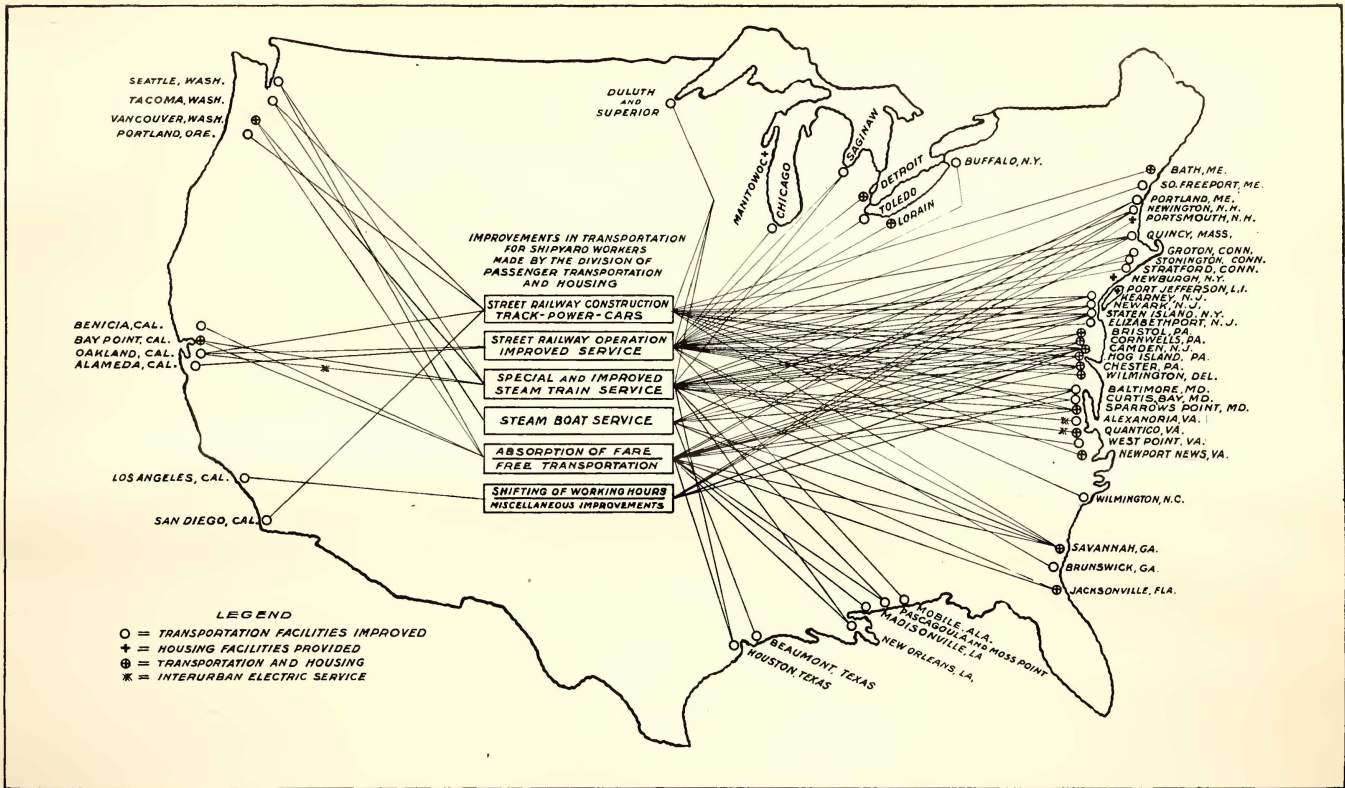 SEATTLE, WASH.
TACOMA, WASH.
VANCOUVER, WASH.
PORTLAND, ORE.
BENICIA, CAL.
BAY POINT, CAL.
OAKLAND, CAL.
ALAMEDA, CAL.
LOS ANGELES, CAL.
SAN DIEGO, CAL.
DULUTH
AND
SUPERIOR
MANITOWOC
CHICAGO
SAGINAW
DETROIT
TOLEDO
LORAIN
BUFFALO, N.Y.
IMPROVEMENTS IN TRANSPORTATION
FOR SHIPYARD WORKERS
MADE BY THE DIVISION OF
PASSENGER TRANSPORTATION
AND HOUSING
STREET RAILWAY CONSTRUCTION
TRACK-POWER-CARS
STREET RAILWAY OPERATION
IMPROVED SERVICE
SPECIAL AND IMPROVED
STEAM TRAIN SERVICE
STEAM BOAT SERVICE
ABSORPTION OF FARE
FREE TRANSPORTATION
SHIFTING OF WORKING HOURS
MISCELLANEOUS IMPROVEMENTS
BATH, ME.
SO. FREEPORT, ME.
PORTLAND, ME.
NEWINGTON, N.H.
PORTSMOUTH, N.H.
QUINCY, MASS.
GROTON, CONN.
STONINGTON, CONN.
STRATFORD, CONN.
NEWBURGH, N.Y.
PORT JEFFERSON, L.I.
KEARNEY, N.J.
NEWARK, N.J.
STATEN ISLAND, N.Y.
ELIZABETHPORT, N.J.
BRISTOL, PA.
CORNWELLS, PA.
CAMDEN, N.J.
HOG ISLAND, PA.
CHESTER, PA.
WILMINGTON, DEL.
BALTIMORE, MD.
CURTIS BAY, MD.
SPARROWS POINT, MD.
ALEXANDRIA, VA.
QUANTICO, VA.
WEST POINT, VA.
NEWPORT NEWS, VA.
WILMINGTON, N.C.
SAVANNAH, GA.
BRUNSWICK, GA.
JACKSONVILLE, FLA.
MOBILE, ALA.
PASCAGOULA AND MOSS POINT
MADISONVILLE, LA
NEW ORLEANS, LA.
BEAUMONT, TEXAS
HOUSTON, TEXAS
LEGEND
O = TRANSPORTATION FACILITIES IMPROVED
+ = HOUSING FACILITIES PROVIDED
⊕ = TRANSPORTATION AND HOUSING
※ = INTERURBAN ELECTRIC SERVICE